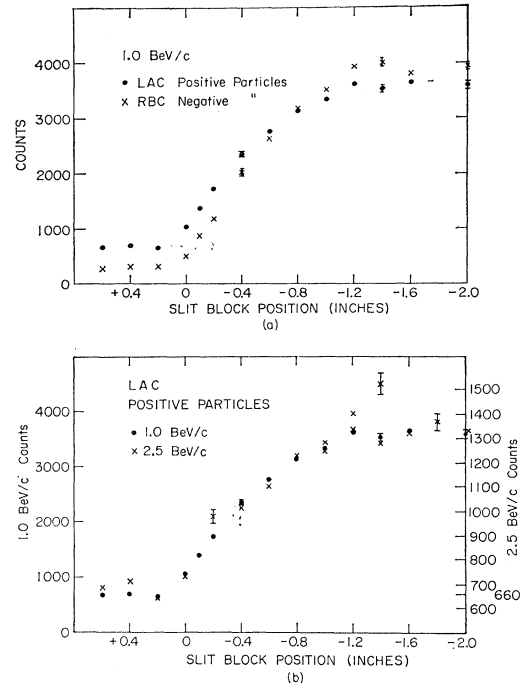 1.0 BeV/c
• LAC Positive Particles
× RBC Negative "
COUNTS
4000
3000
2000
1000
0
+0.4 0 -0.4 -0.8 -1.2 -1.6 -2.0
SLIT BLOCK POSITION (INCHES)
(a)
LAC
POSITIVE PARTICLES
• 1.0 BeV/c
× 2.5 BeV/c
1.0 BeV/c Counts
4000
3000
2000
1000
0
2.5 BeV/c Counts
1500
1400
1300
1200
1100
1000
900
800
700
660
600
+0.4 0 -0.4 -0.8 -1.2 -1.6 -2.0
SLIT BLOCK POSITION (INCHES)
(b)